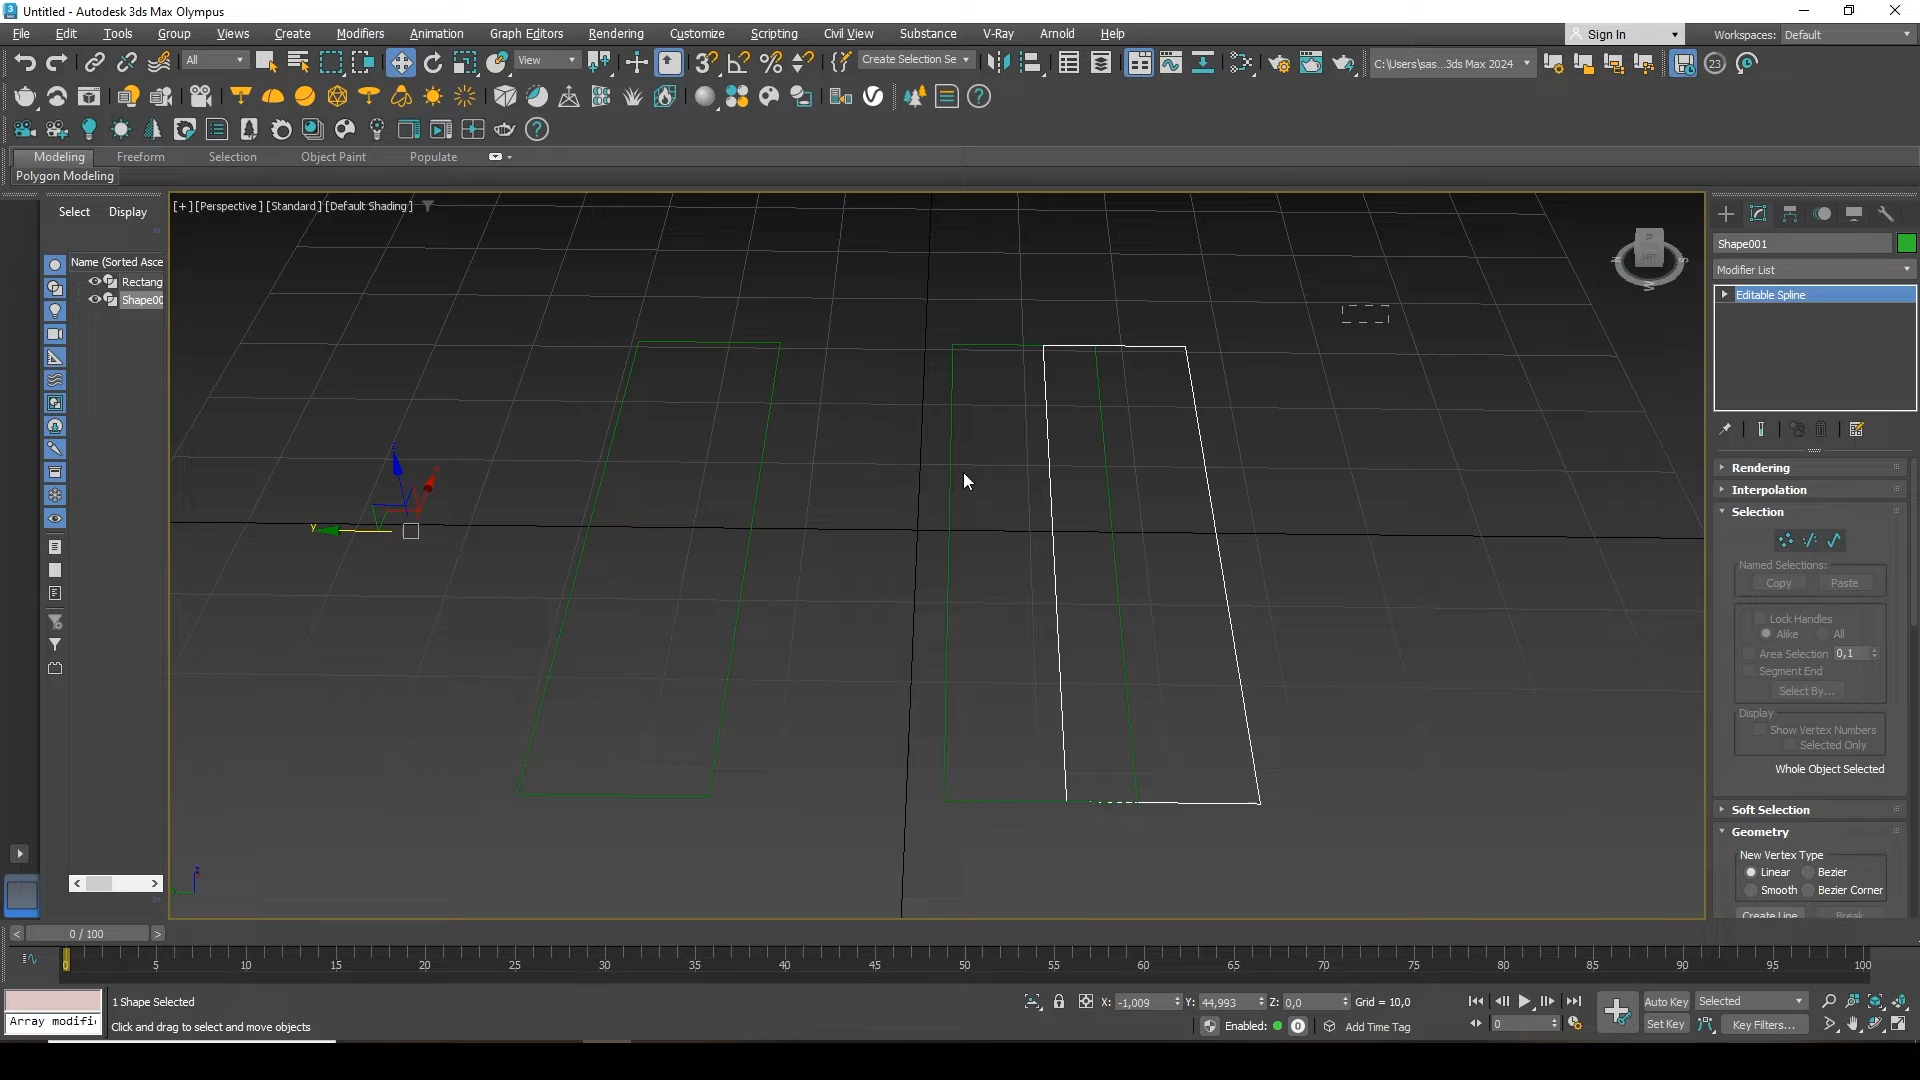 Untitled - Autodesk 3ds Max Olympus
File Edit Tools Group Views Create Modifiers Animation Graph Editors Rendering Customize Scripting Civil View Substance V-Ray Arnold Help
Sign In
Workspaces: Default
All
View
Create Selection Se
C:\Users\sas...3ds Max 2024
23
Modeling Freeform Selection Object Paint Populate
Polygon Modeling
[+] [Perspective] [Standard] [Default Shading]
Select Display
Name (Sorted Asce
Rectang
Shape00
y
Shape001
Modifier List
Editable Spline
Rendering
Interpolation
Selection
Named Selections:
Copy Paste
Lock Handles
Alike All
Area Selection 0,1
Segment End
Select By...
Display
Show Vertex Numbers
Selected Only
Whole Object Selected
Soft Selection
Geometry
New Vertex Type
Linear Bezier
Smooth Bezier Corner
Create Line Break
0 / 100
0 5 10 15 20 25 30 35 40 45 50 55 60 65 70 75 80 85 90 95 100
1 Shape Selected
X: -1,009 Y: 44,993 Z: 0,0 Grid = 10,0
Auto Key Selected
Array modifi
Click and drag to select and move objects
Enabled: 0 Add Time Tag
0
Set Key Key Filters...